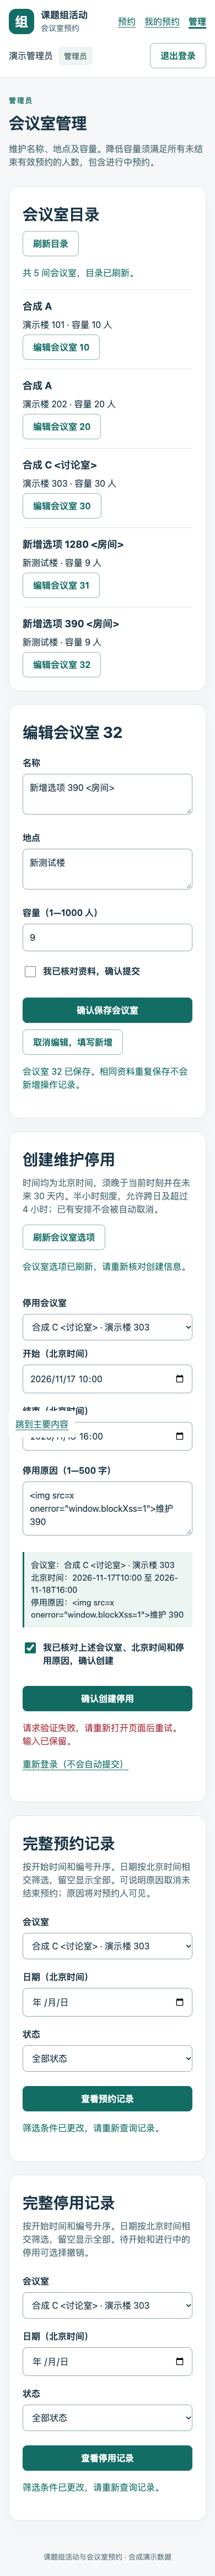 组
课题组活动
会议室预约
预约
我的预约
管理
演示管理员
管理员
退出登录
管理员
会议室管理
维护名称、地点及容量。降低容量须满足所有未结
束有效预约的人数，包含进行中预约。
会议室目录
刷新目录
共 5 间会议室，目录已刷新。
合成 A
演示楼 101 · 容量 10 人
编辑会议室 10
合成 A
演示楼 202 · 容量 20 人
编辑会议室 20
合成 C <讨论室>
演示楼 303 · 容量 30 人
编辑会议室 30
新增选项 1280 <房间>
新测试楼 · 容量 9 人
编辑会议室 31
新增选项 390 <房间>
新测试楼 · 容量 9 人
编辑会议室 32
编辑会议室 32
名称
新增选项 390 <房间>
地点
新测试楼
容量（1—1000 人）
9
我已核对资料，确认提交
确认保存会议室
取消编辑，填写新增
会议室 32 已保存。相同资料重复保存不会
新增操作记录。
创建维护停用
时间均为北京时间，须晚于当前时刻并在未
来 30 天内。半小时刻度，允许跨日及超过
4 小时；已有安排不会被自动取消。
刷新会议室选项
会议室选项已刷新，请重新核对创建信息。
停用会议室
合成 C <讨论室> · 演示楼 303
开始（北京时间）
2026/11/17 10:00
跳到主要内容
16:00
停用原因（1—500 字）
<img src=x
onerror="window.blockXss=1">维护
390
会议室：合成 C <讨论室> · 演示楼 303
北京时间：2026-11-17T10:00 至 2026-
11-18T16:00
停用原因：<img src=x
onerror="window.blockXss=1">维护 390
我已核对上述会议室、北京时间和停
用原因，确认创建
确认创建停用
请求验证失败，请重新打开页面后重试。
输入已保留。
重新登录（不会自动提交）
完整预约记录
按开始时间和编号升序。日期按北京时间相
交筛选，留空显示全部。可说明原因取消未
结束预约；原因将对预约人可见。
会议室
合成 C <讨论室> · 演示楼 303
日期（北京时间）
年 /月/日
状态
全部状态
查看预约记录
筛选条件已更改，请重新查询记录。
完整停用记录
按开始时间和编号升序。日期按北京时间相
交筛选，留空显示全部。待开始和进行中的
停用可选择撤销。
会议室
合成 C <讨论室> · 演示楼 303
日期（北京时间）
年 /月/日
状态
全部状态
查看停用记录
筛选条件已更改，请重新查询记录。
课题组活动与会议室预约 · 合成演示数据